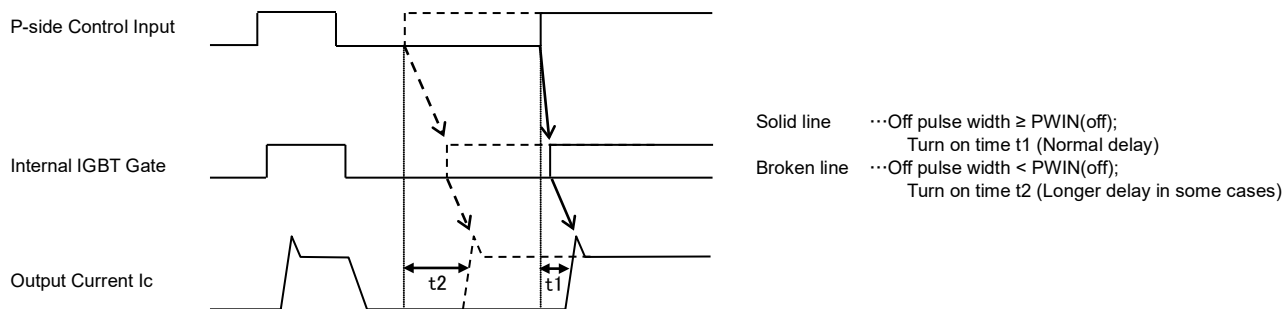 P-side Control Input
Internal IGBT Gate
Output Current Ic
t2
t1
Solid line ⋯Off pulse width ≥ PWIN(off);
Turn on time t1 (Normal delay)
Broken line ⋯Off pulse width < PWIN(off);
Turn on time t2 (Longer delay in some cases)